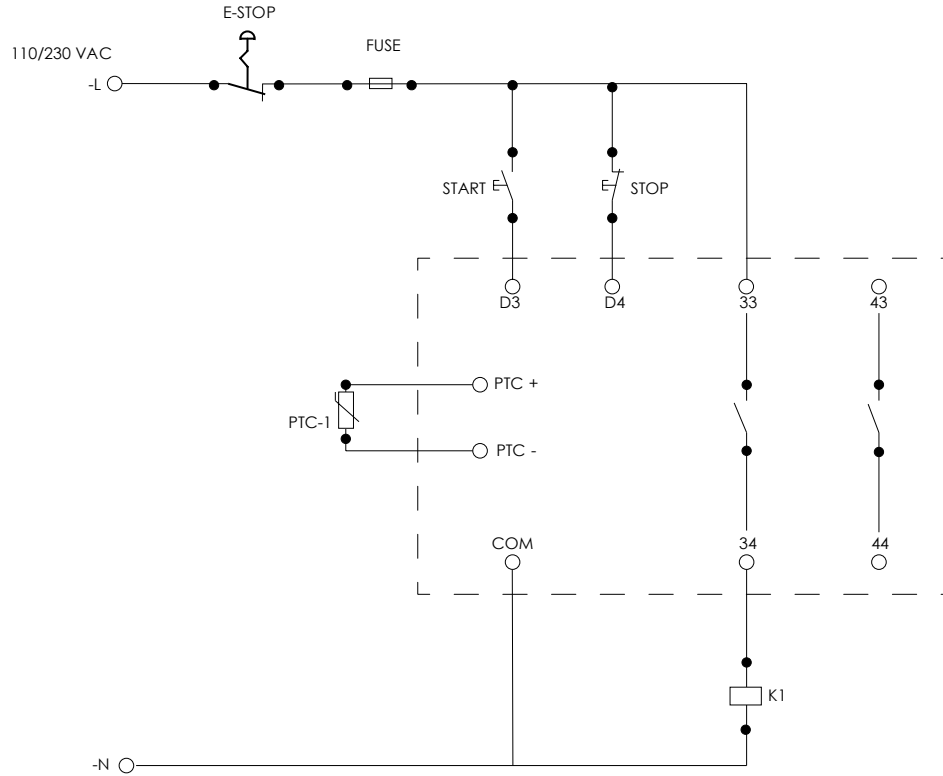 E-STOP
110/230 VAC
FUSE
-L
START
STOP
D3
D4
33
43
PTC +
PTC-1
PTC -
COM
34
44
K1
-N